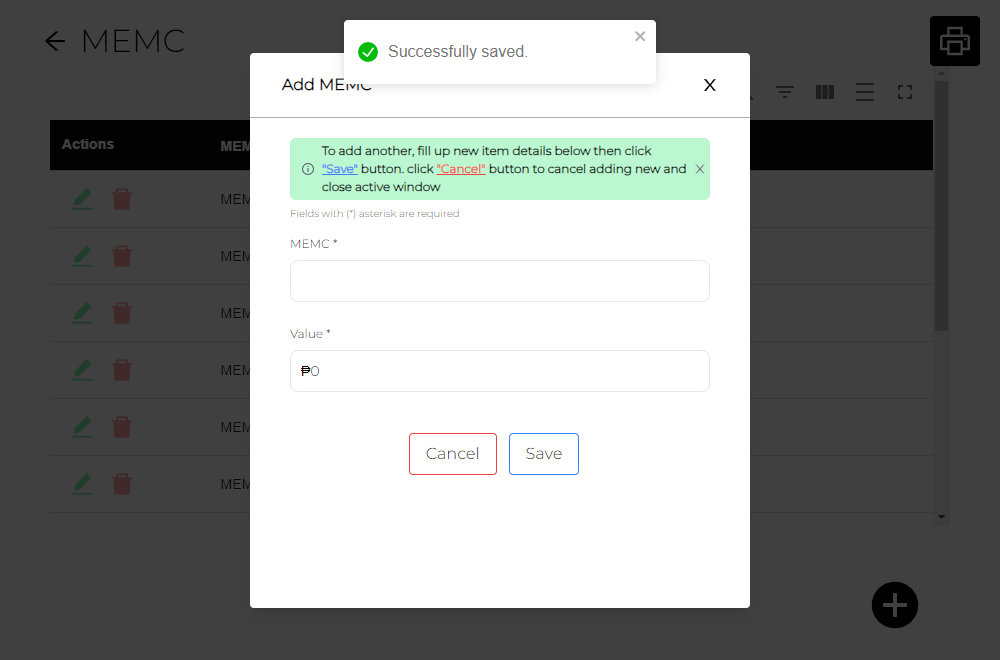 MEMC
Successfully saved.
Add MEMC
X
Actions
MEM
To add another, fill up new item details below then click
"Save" button. click "Cancel" button to cancel adding new and
close active window
Fields with (*) asterisk are required
MEMC *
MEM
MEM
MEM
Value *
₱0
MEM
MEM
Cancel Save
MEM